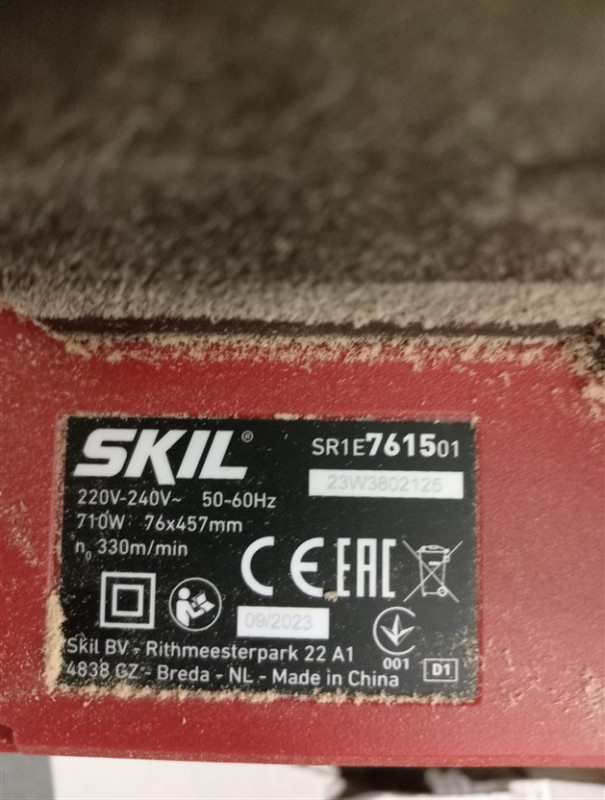 SKIL® SR1E761501
23W3802125
220V-240V~ 50-60Hz
710W 76x457mm
n0 330m/min
CE EAC
09/2023
Skil BV - Rithmeesterpark 22 A1
001
4838 GZ - Breda - NL - Made in China
D1